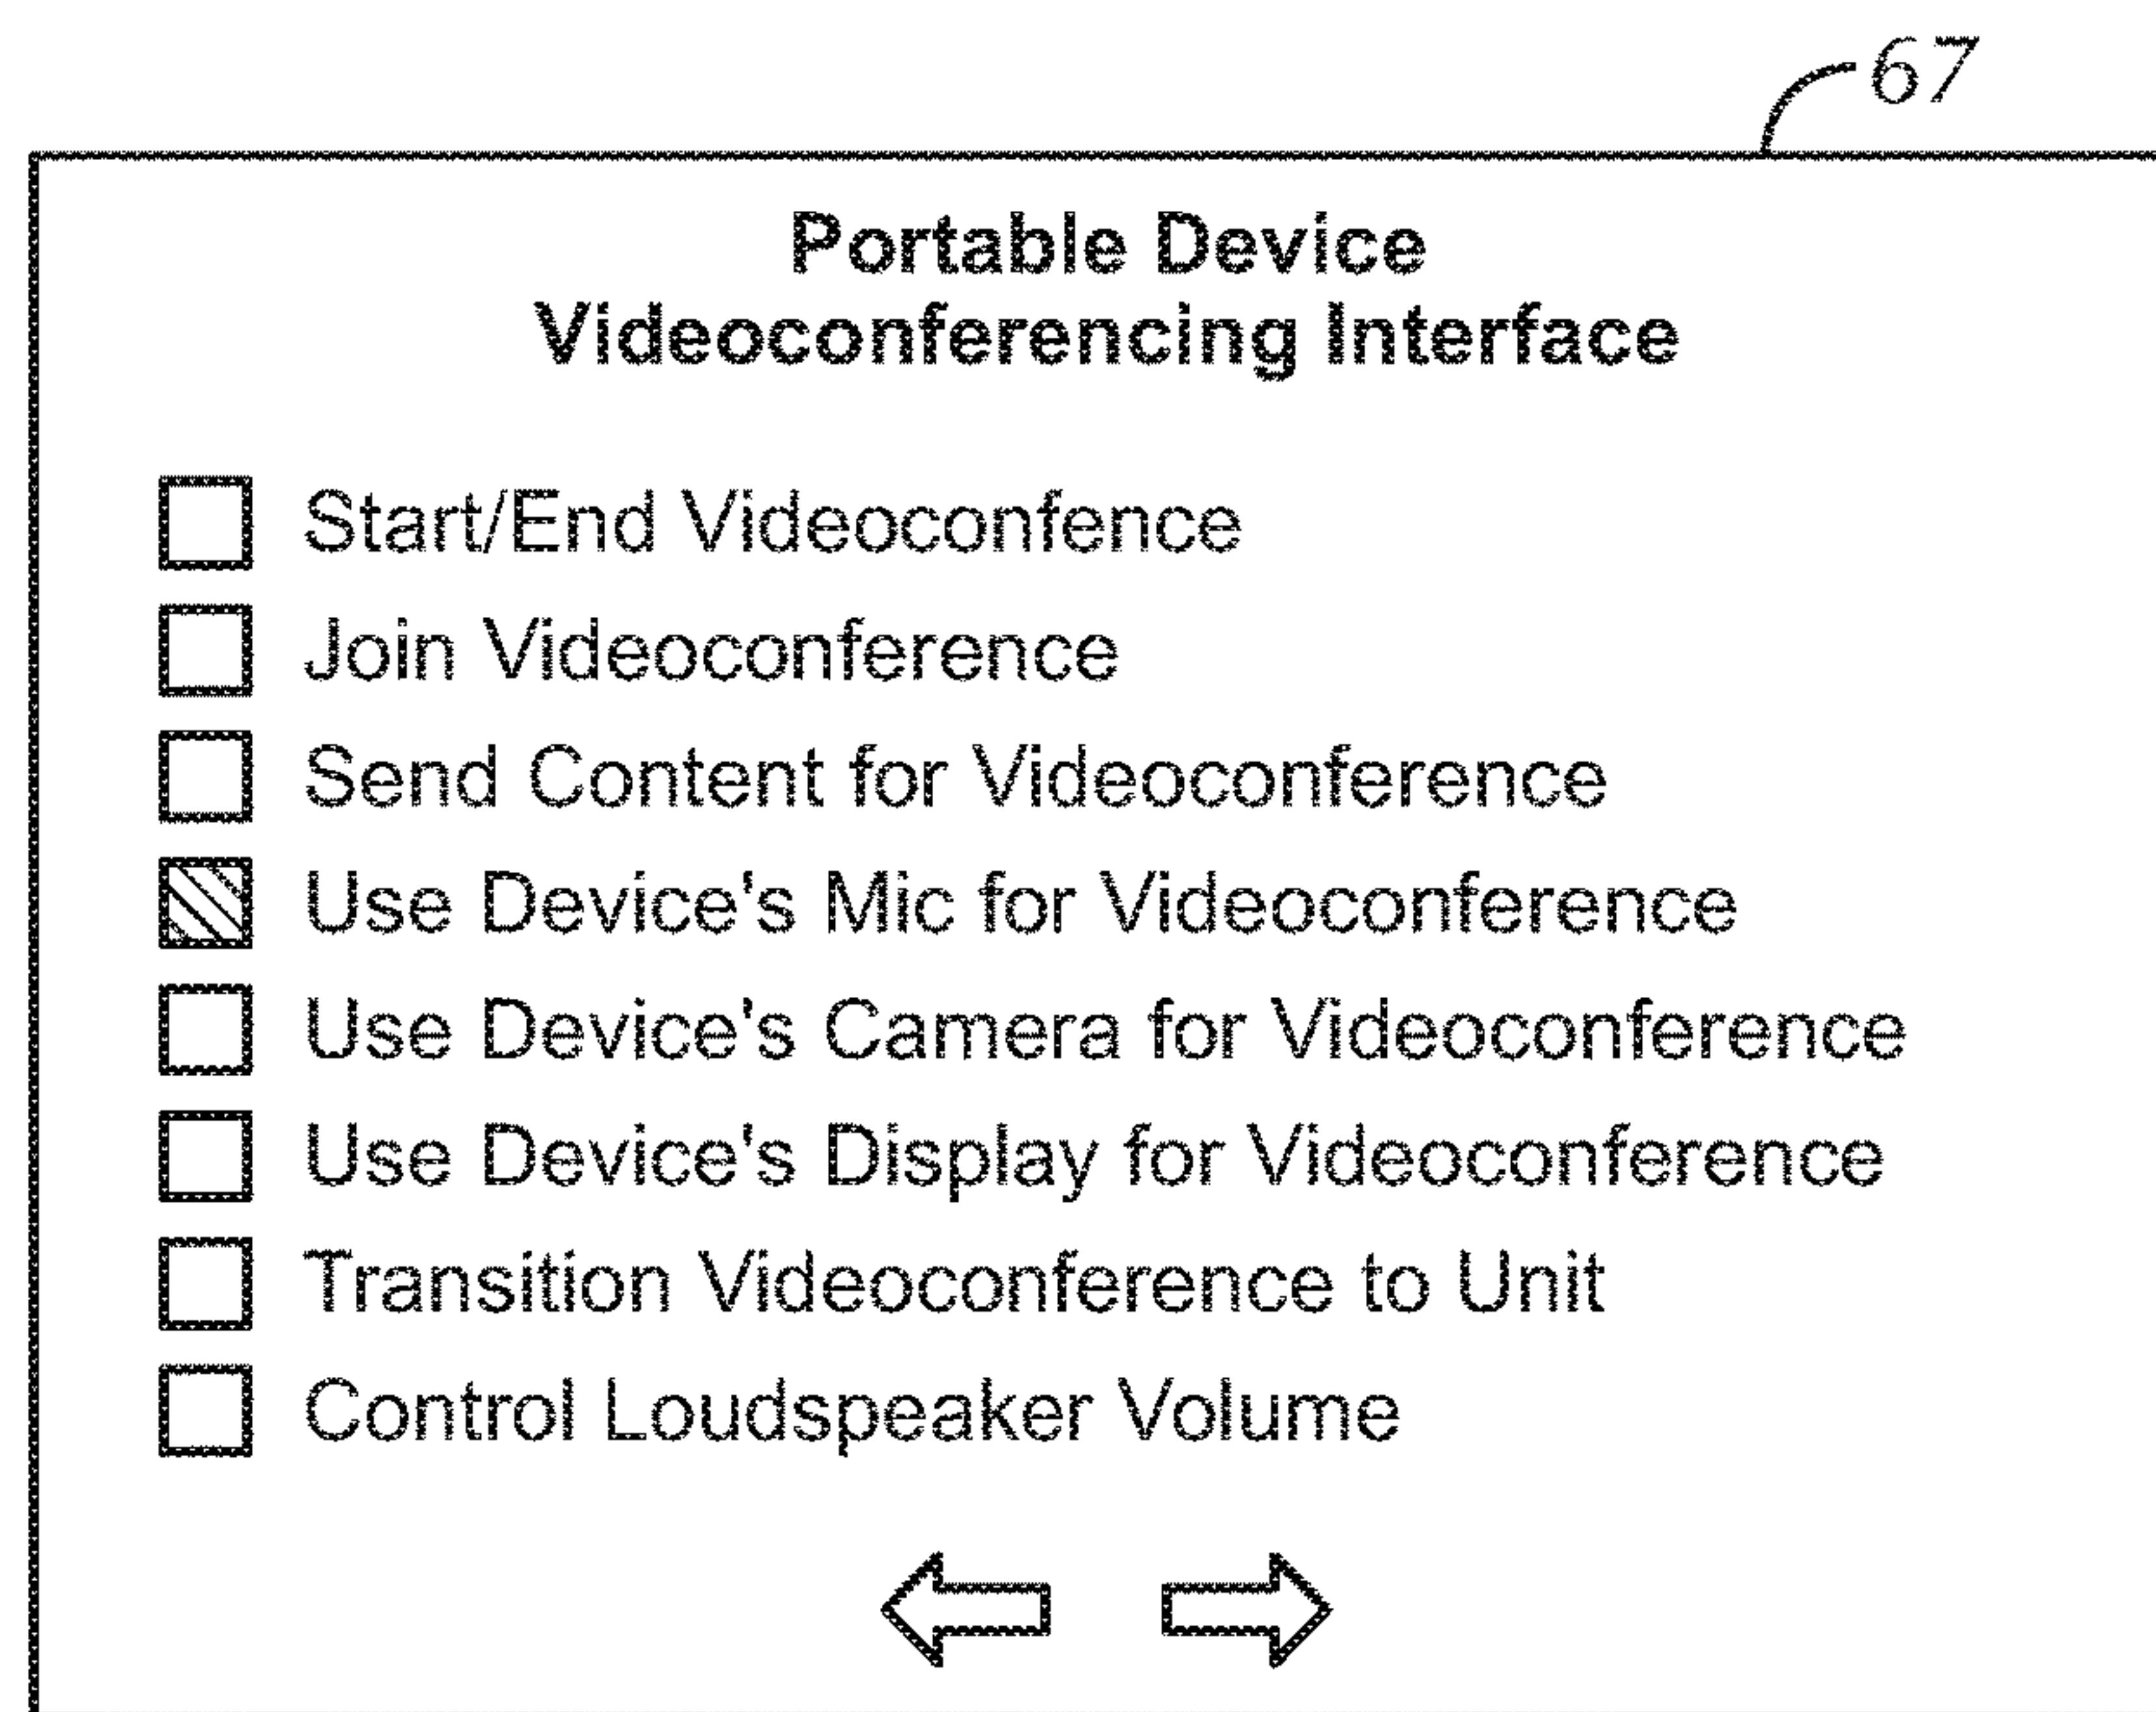 67
Portable Device
Videoconferencing Interface
Start/End Videoconfence
Join Videoconference
Send Content for Videoconference
Use Device's Mic for Videoconference
Use Device's Camera for Videoconference
Use Device's Display for Videoconference
Transition Videoconference to Unit
Control Loudspeaker Volume